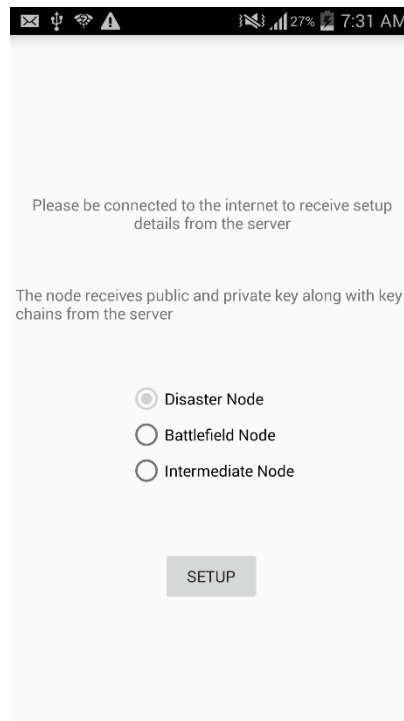 27% 7:31 AM
Please be connected to the internet to receive setup
details from the server
The node receives public and private key along with key
chains from the server
Disaster Node
Battlefield Node
Intermediate Node
SETUP